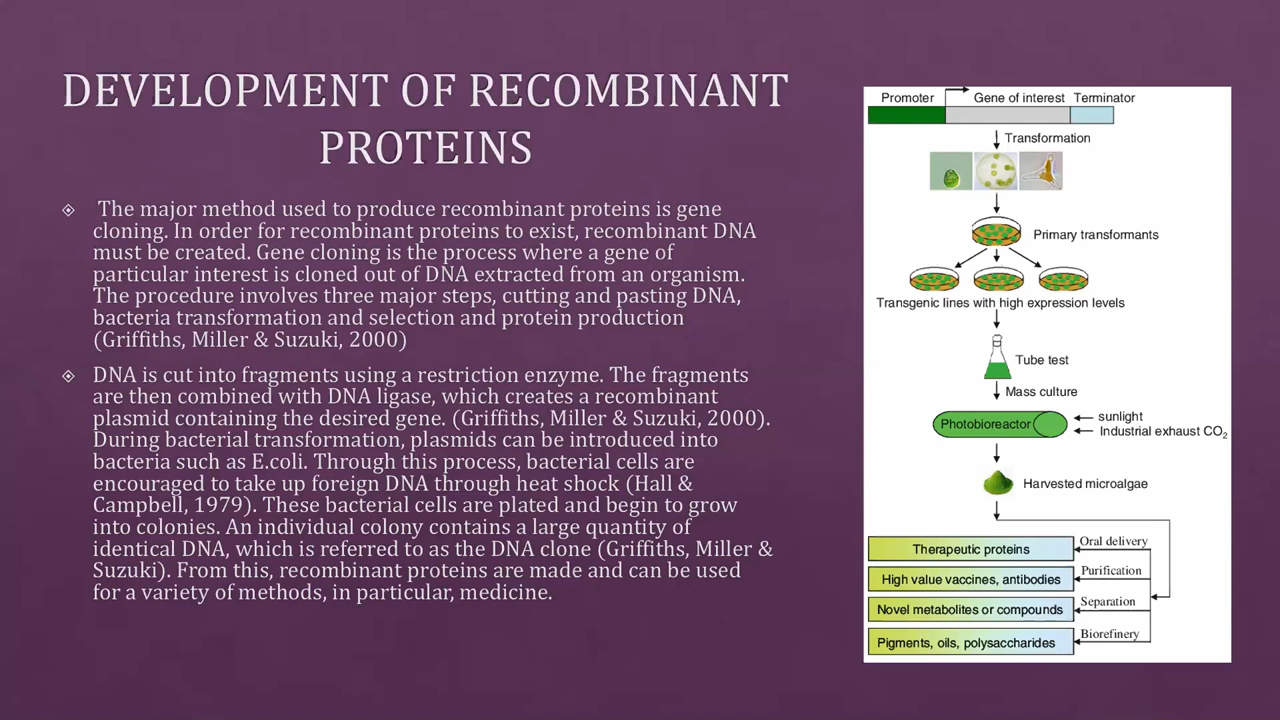 DEVELOPMENT OF RECOMBINANT
PROTEINS
The major method used to produce recombinant proteins is gene
cloning. In order for recombinant proteins to exist, recombinant DNA
must be created. Gene cloning is the process where a gene of
particular interest is cloned out of DNA extracted from an organism.
The procedure involves three major steps, cutting and pasting DNA,
bacteria transformation and selection and protein production
(Griffiths, Miller & Suzuki, 2000)
DNA is cut into fragments using a restriction enzyme. The fragments
are then combined with DNA ligase, which creates a recombinant
plasmid containing the desired gene. (Griffiths, Miller & Suzuki, 2000).
During bacterial transformation, plasmids can be introduced into
bacteria such as E.coli. Through this process, bacterial cells are
encouraged to take up foreign DNA through heat shock (Hall &
Campbell, 1979). These bacterial cells are plated and begin to grow
into colonies. An individual colony contains a large quantity of
identical DNA, which is referred to as the DNA clone (Griffiths, Miller &
Suzuki). From this, recombinant proteins are made and can be used
for a variety of methods, in particular, medicine.
Promoter Gene of interest Terminator
Transformation
Primary transformants
Transgenic lines with high expression levels
Tube test
Mass culture
Photobioreactor
sunlight
Industrial exhaust CO2
Harvested microalgae
Therapeutic proteins
Oral delivery
High value vaccines, antibodies
Purification
Novel metabolites or compounds
Separation
Pigments, oils, polysaccharides
Biorefinery